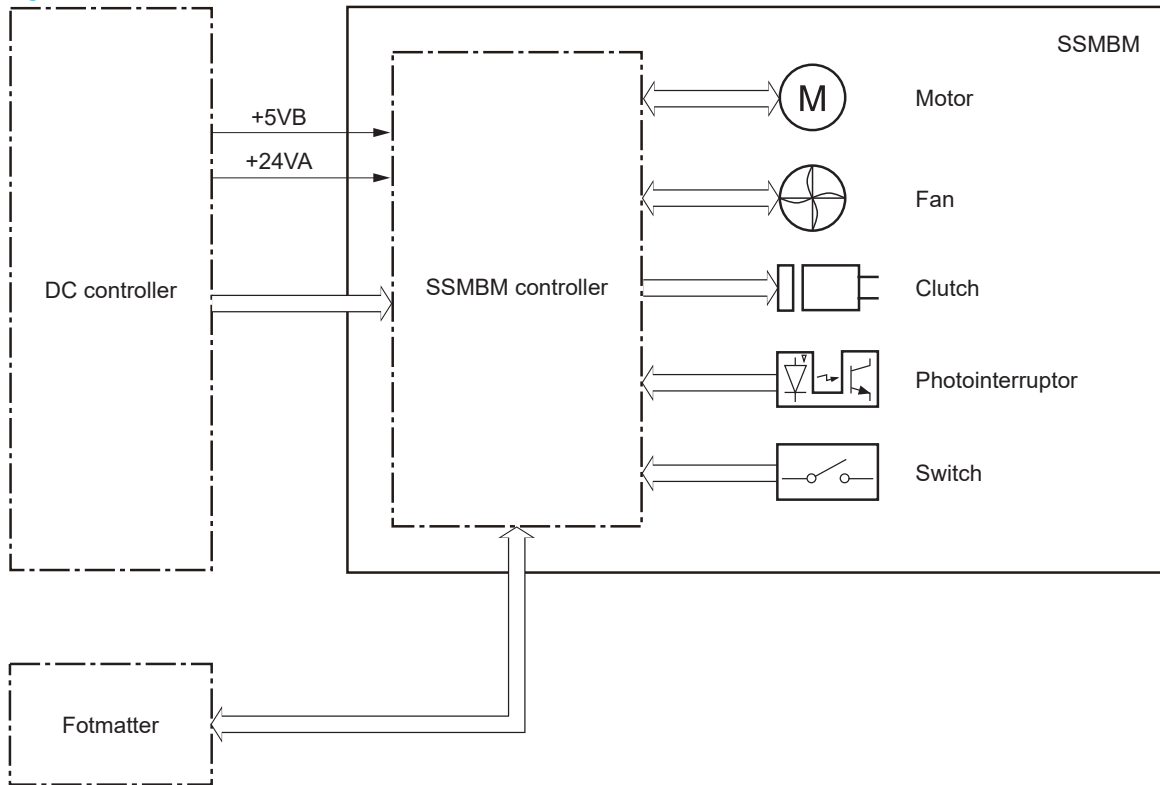 SSMBM
+5VB
+24VA
DC controller
SSMBM controller
M
Motor
Fan
Clutch
Photointerruptor
Switch
Fotmatter